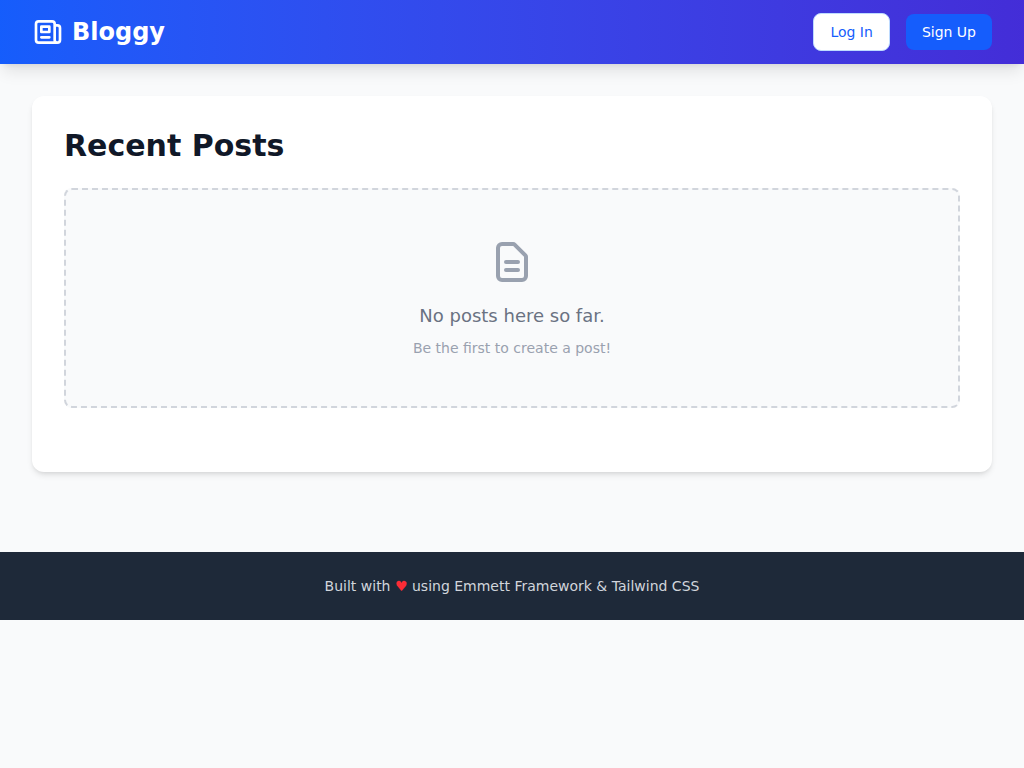 Bloggy
Log In
Sign Up
Recent Posts
No posts here so far.
Be the first to create a post!
Built with ♥ using Emmett Framework & Tailwind CSS